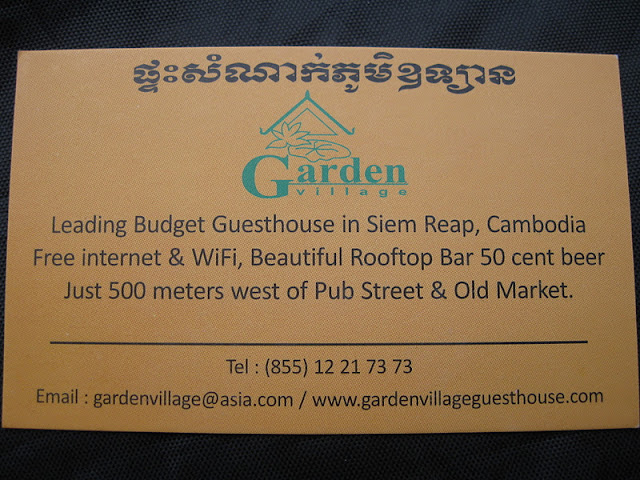 ផ្ទះសំណាក់ភូមិឧទ្យាន
Garden
village
Leading Budget Guesthouse in Siem Reap, Cambodia
Free internet & WiFi, Beautiful Rooftop Bar 50 cent beer
Just 500 meters west of Pub Street & Old Market.
Tel : (855) 12 21 73 73
Email : gardenvillage@asia.com / www.gardenvillageguesthouse.com